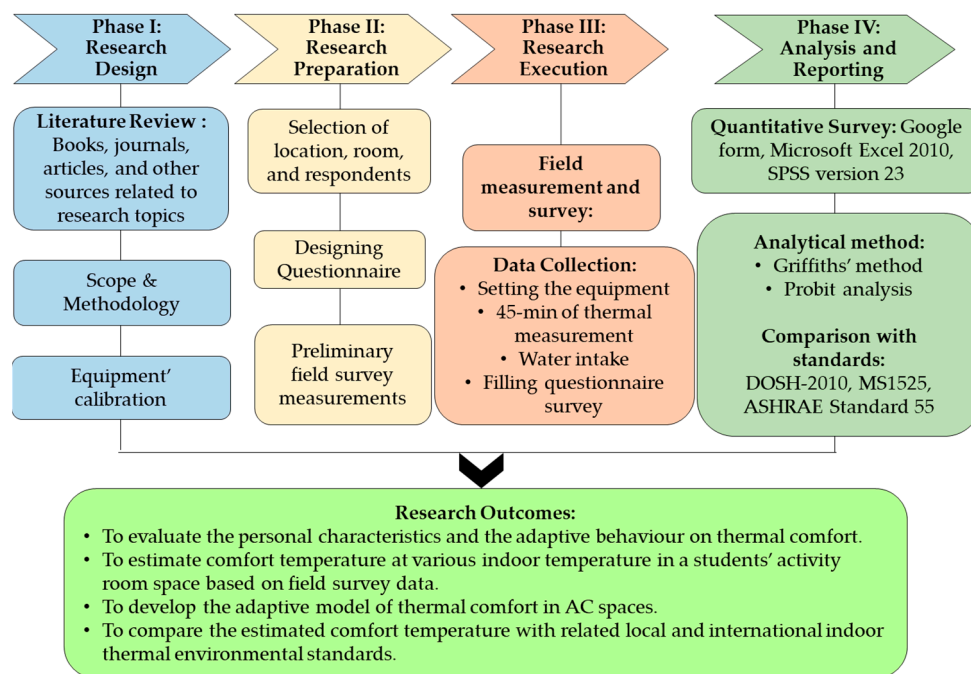 Phase I:
Research
Design
Phase II:
Research
Preparation
Phase III:
Research
Execution
Phase IV:
Analysis and
Reporting
Literature Review :
Books, journals,
articles, and other
sources related to
research topics
Scope &
Methodology
Equipment’
calibration
Selection of
location, room,
and respondents
Designing
Questionnaire
Preliminary
field survey
measurements
Field
measurement and
survey:
Data Collection:
• Setting the equipment
• 45-min of thermal
measurement
• Water intake
• Filling questionnaire
survey
Quantitative Survey: Google
form, Microsoft Excel 2010,
SPSS version 23
Analytical method:
• Griffiths’ method
• Probit analysis
Comparison with
standards:
DOSH-2010, MS1525,
ASHRAE Standard 55
Research Outcomes:
• To evaluate the personal characteristics and the adaptive behaviour on thermal comfort.
• To estimate comfort temperature at various indoor temperature in a students’ activity
room space based on field survey data.
• To develop the adaptive model of thermal comfort in AC spaces.
• To compare the estimated comfort temperature with related local and international indoor
thermal environmental standards.